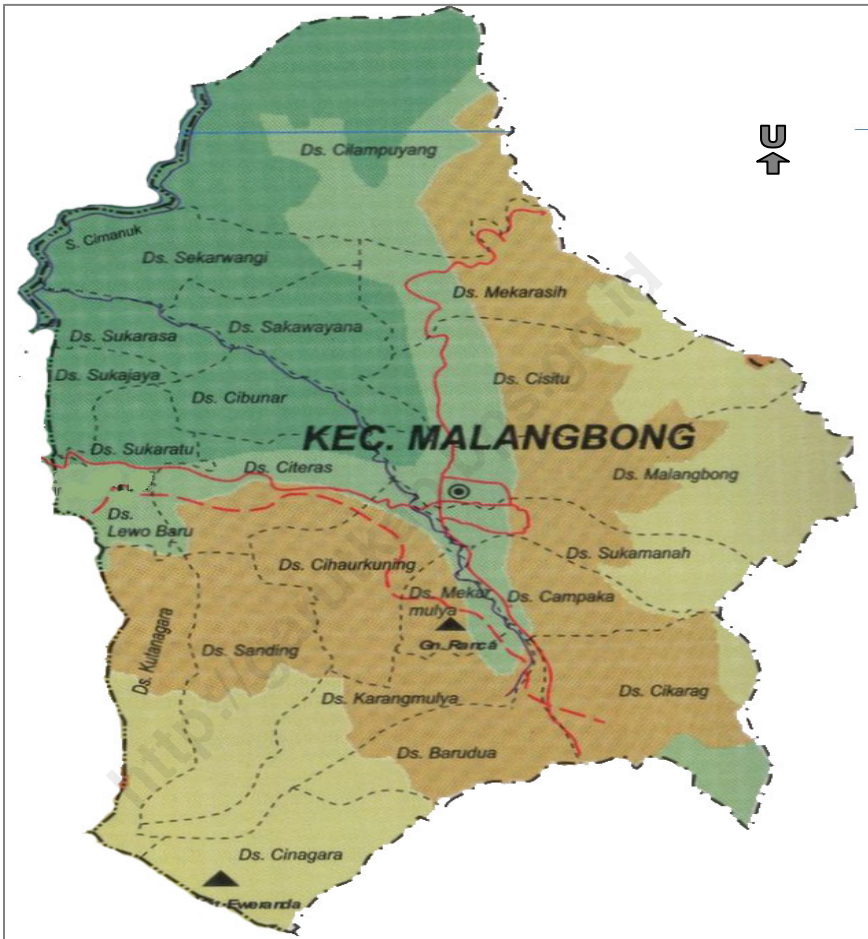 U
Ds. Cilampuyang
S. Cimanuk
Ds. Sekarwangi
Ds. Mekarasih
Ds. Sukarasa
Ds. Sakawayana
Ds. Sukajaya
Ds. Cisitu
Ds. Cibunar
KEC. MALANGBONG
Ds. Sukaratu
Ds. Citeras
Ds. Malangbong
Ds.
Lewo Baru
Ds. Sukamanah
Ds. Cihaurkuning
Ds. Mekar
mulya
Ds. Campaka
Gn. Ranca
Ds. Kutanagara
Ds. Sanding
Ds. Karangmulya
Ds. Cikarag
Ds. Barudua
Ds. Cinagara
Eweranda